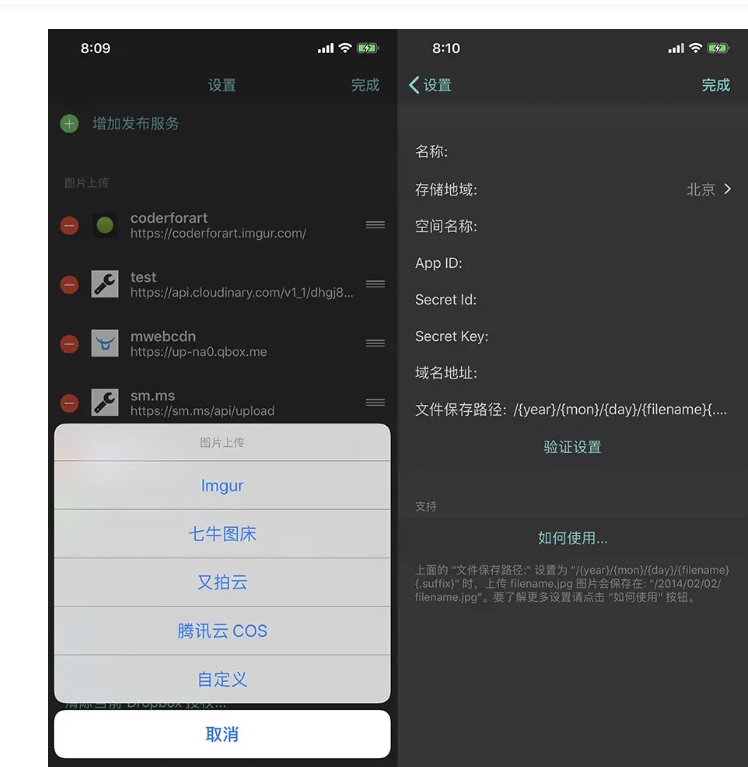 8:09
设置
完成
增加发布服务
图片上传
coderforart
https://coderforart.imgur.com/
test
https://api.cloudinary.com/v1_1/dhgj8...
mwebcdn
https://up-na0.qbox.me
sm.ms
https://sm.ms/api/upload
图片上传
Imgur
七牛图床
又拍云
腾讯云 COS
自定义
清除当前 Dropbox 授权...
取消
8:10
设置
完成
名称:
存储地域:
北京
空间名称:
App ID:
Secret Id:
Secret Key:
域名地址:
文件保存路径: /{year}/{mon}/{day}/{filename}{....
验证设置
支持
如何使用...
上面的 "文件保存路径:" 设置为 "/{year}/{mon}/{day}/{filename}
{.suffix}" 时，上传 filename.jpg 图片会保存在: "/2014/02/02/
filename.jpg"。要了解更多设置请点击 "如何使用" 按钮。